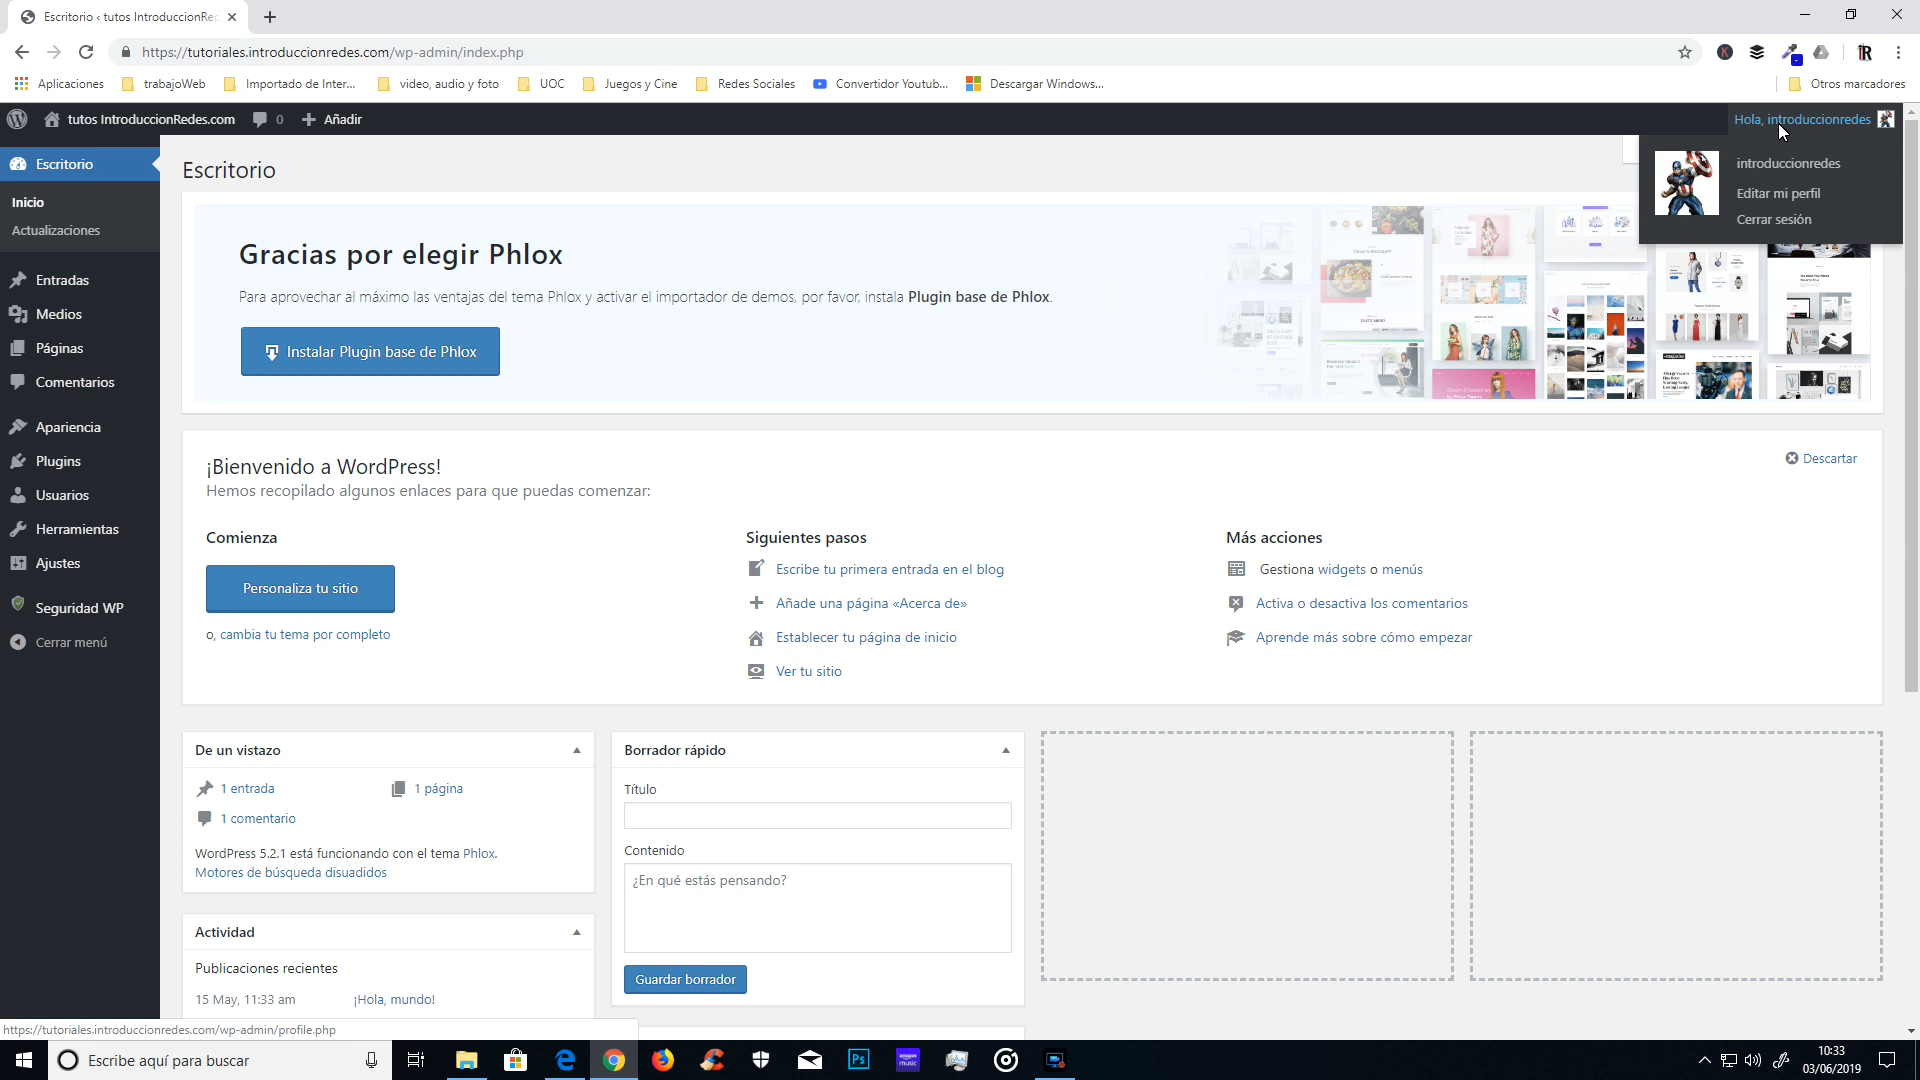 Escritorio ‹ tutos IntroduccionRe
https://tutoriales.introduccionredes.com/wp-admin/index.php
Aplicaciones trabajoWeb Importado de Inter... video, audio y foto UOC Juegos y Cine Redes Sociales Convertidor Youtub... Descargar Windows... Otros marcadores
tutos IntroduccionRedes.com 0 Añadir Hola, introduccionredes
introduccionredes
Editar mi perfil
Cerrar sesión
Escritorio
Inicio
Actualizaciones
Entradas
Medios
Páginas
Comentarios
Apariencia
Plugins
Usuarios
Herramientas
Ajustes
Seguridad WP
Cerrar menú
Escritorio
Gracias por elegir Phlox
Para aprovechar al máximo las ventajas del tema Phlox y activar el importador de demos, por favor, instala Plugin base de Phlox.
Instalar Plugin base de Phlox
¡Bienvenido a WordPress!
Descartar
Hemos recopilado algunos enlaces para que puedas comenzar:
Comienza
Personaliza tu sitio
o, cambia tu tema por completo
Siguientes pasos
Escribe tu primera entrada en el blog
Añade una página «Acerca de»
Establecer tu página de inicio
Ver tu sitio
Más acciones
Gestiona widgets o menús
Activa o desactiva los comentarios
Aprende más sobre cómo empezar
De un vistazo
1 entrada 1 página
1 comentario
WordPress 5.2.1 está funcionando con el tema Phlox.
Motores de búsqueda disuadidos
Actividad
Publicaciones recientes
15 May, 11:33 am ¡Hola, mundo!
Borrador rápido
Título
Contenido
¿En qué estás pensando?
Guardar borrador
https://tutoriales.introduccionredes.com/wp-admin/profile.php
Escribe aquí para buscar
Ps
amazon music
10:33
03/06/2019